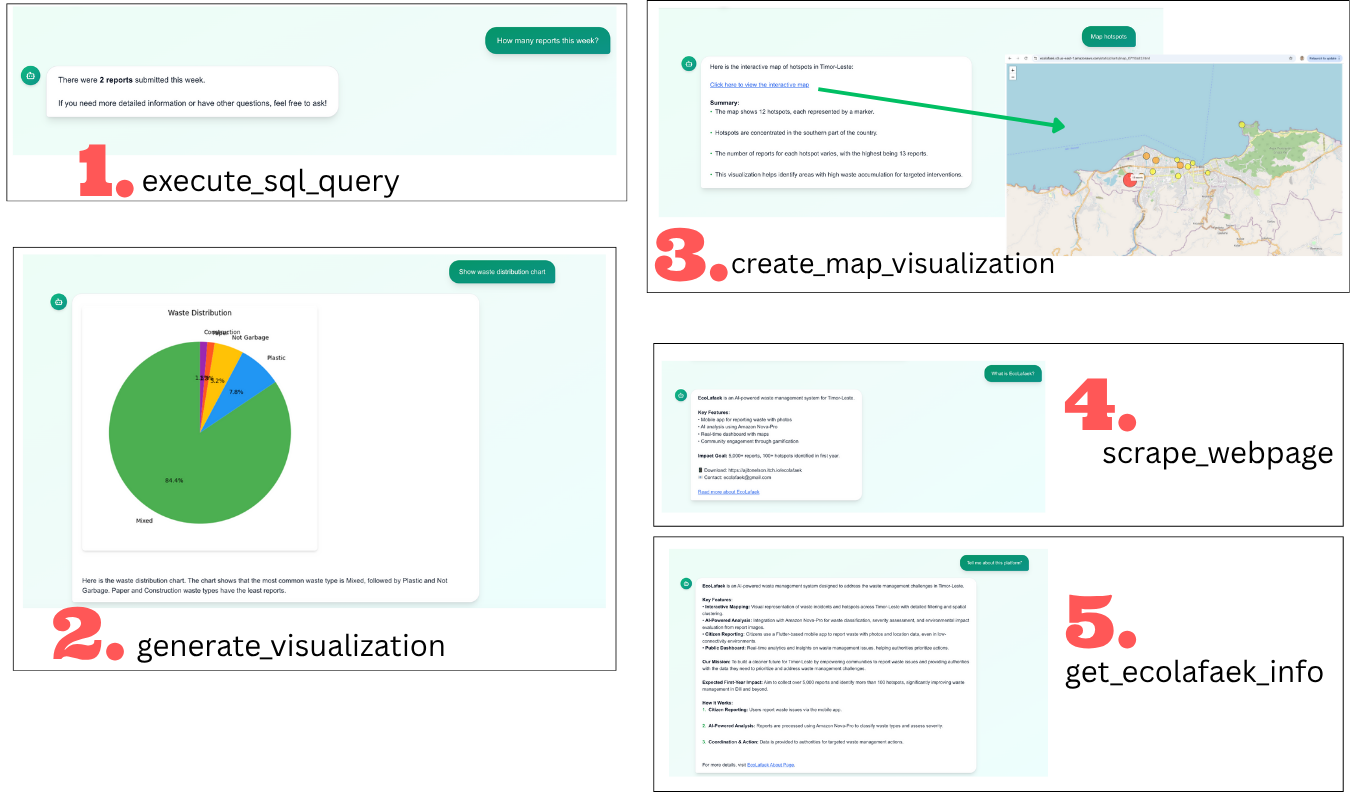 How many reports this week?
There were 2 reports submitted this week.
If you need more detailed information or have other questions, feel free to ask!
1. execute_sql_query
Show waste distribution chart
Waste Distribution
Construction
Not Garbage
Plastic
5.2%
7.8%
84.4%
Mixed
Here is the waste distribution chart. The chart shows that the most common waste type is Mixed, followed by Plastic and Not
Garbage. Paper and Construction waste types have the least reports.
2. generate_visualization
Map hotspots
Here is the interactive map of hotspots in Timor-Leste:
Click here to view the interactive map
Summary:
• The map shows 12 hotspots, each represented by a marker.
• Hotspots are concentrated in the southern part of the country.
• The number of reports for each hotspot varies, with the highest being 13 reports.
• This visualization helps identify areas with high waste accumulation for targeted interventions.
3. create_map_visualization
What is EcoLafaek?
EcoLafaek is an AI-powered waste management system for Timor-Leste.
Key Features:
• Mobile app for reporting waste with photos
• AI analysis using Amazon Nova-Pro
• Real-time dashboard with maps
• Community engagement through gamification
Impact Goal: 5,000+ reports, 100+ hotspots identified in first year.
Download: https://ajitonelson.itch.io/ecolafaek
Contact: ecolafaek@gmail.com
Read more about EcoLafaek
4.
scrape_webpage
Tell me about this platform?
EcoLafaek is an AI-powered waste management system designed to address the waste management challenges in Timor-Leste.
Key Features:
• Interactive Mapping: Visual representation of waste incidents and hotspots across Timor-Leste with detailed filtering and spatial
clustering.
• AI-Powered Analysis: Integration with Amazon Nova-Pro for waste classification, severity assessment, and environmental impact
evaluation from report images.
• Citizen Reporting: Citizens use a Flutter-based mobile app to report waste with photos and location data, even in low-
connectivity environments.
• Public Dashboard: Real-time analytics and insights on waste management issues, helping authorities prioritize actions.
Our Mission: To build a cleaner future for Timor-Leste by empowering communities to report waste issues and providing authorities
with the data they need to prioritize and address waste management challenges.
Expected First-Year Impact: Aim to collect over 5,000 reports and identify more than 100 hotspots, significantly improving waste
management in Dili and beyond.
How it Works:
1. Citizen Reporting: Users report waste issues via the mobile app.
2. AI-Powered Analysis: Reports are processed using Amazon Nova-Pro to classify waste types and assess severity.
3. Coordination & Action: Data is provided to authorities for targeted waste management actions.
For more details, visit EcoLafaek About Page.
5.
get_ecolafaek_info